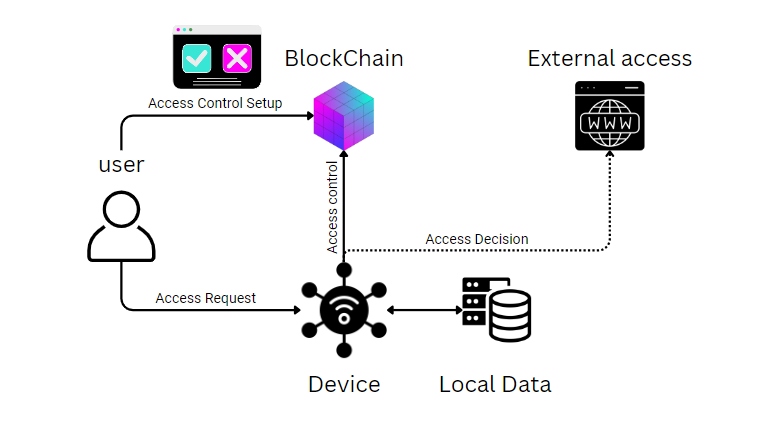 BlockChain
External access
Access Control Setup
WWW
user
Access control
Access Decision
Access Request
Device
Local Data